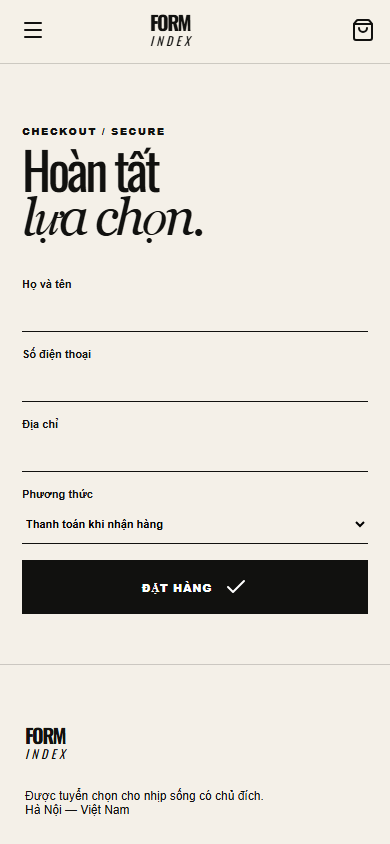 FORM
INDEX
CHECKOUT / SECURE
Hoàn tất
lựa chọn.
Họ và tên
Số điện thoại
Địa chỉ
Phương thức
Thanh toán khi nhận hàng
ĐẶT HÀNG
FORM
INDEX
Được tuyển chọn cho nhịp sống có chủ đích.
Hà Nội — Việt Nam